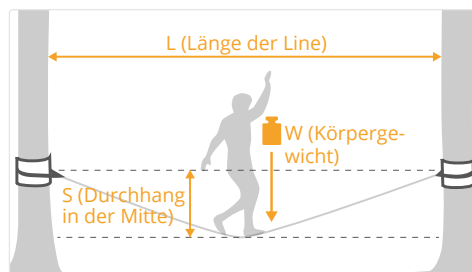 L (Länge der Line)
W (Körperge-
wicht)
S (Durchhang
in der Mitte)